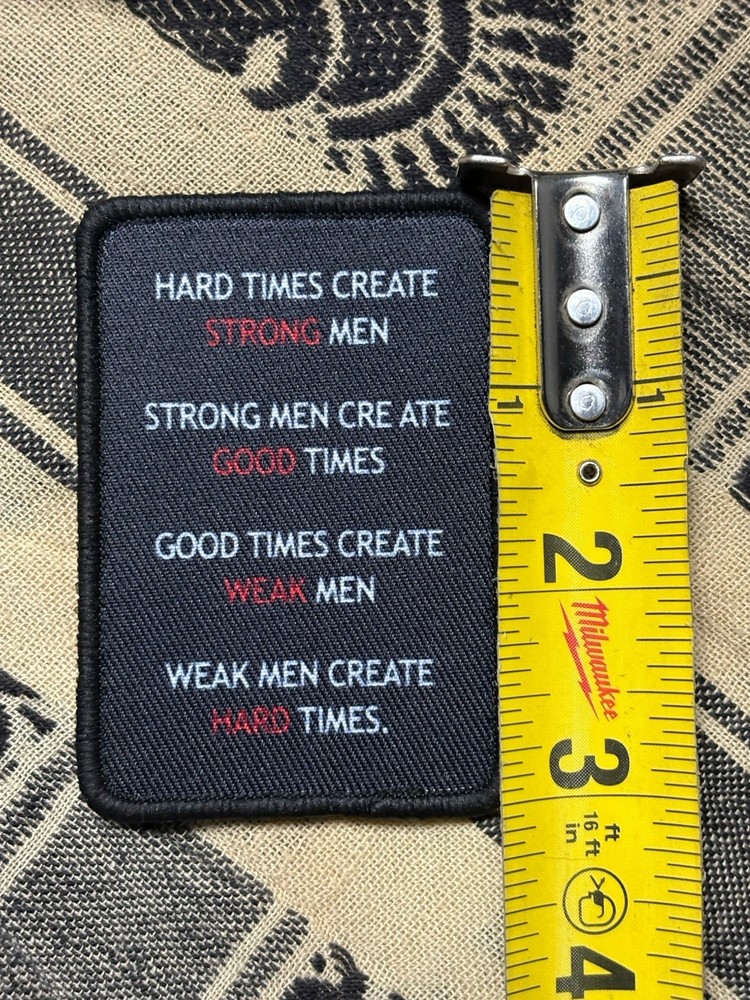 HARD TIMES CREATE
STRONG MEN
STRONG MEN CRE ATE
GOOD TIMES
GOOD TIMES CREATE
WEAK MEN
WEAK MEN CREATE
HARD TIMES.
1 1
2
Milwaukee
3
ft
16 ft
in
4